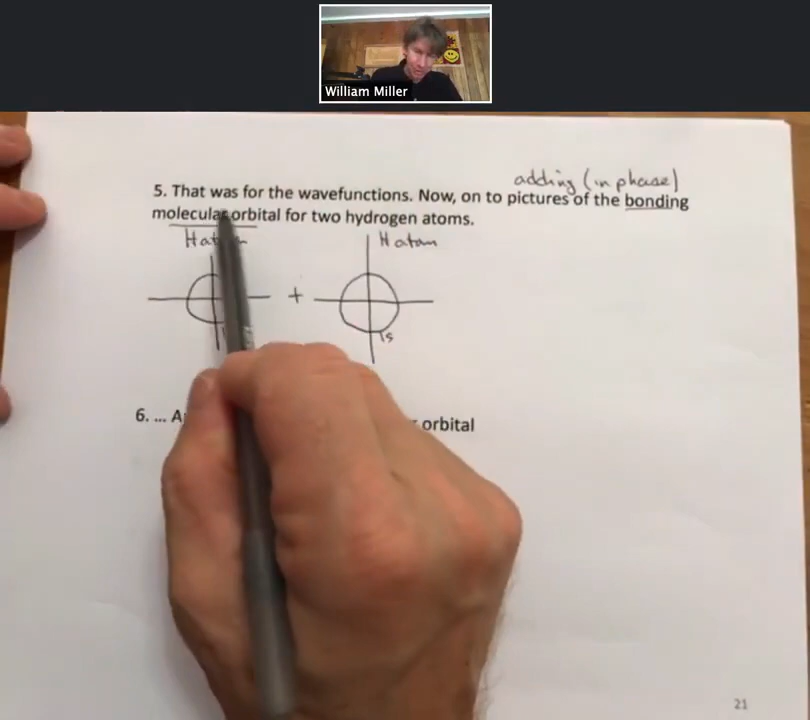 William Miller
adding (in phase)
5. That was for the wavefunctions. Now, on to pictures of the bonding
molecular orbital for two hydrogen atoms.
H atom
+
1s
6. ... orbital
21